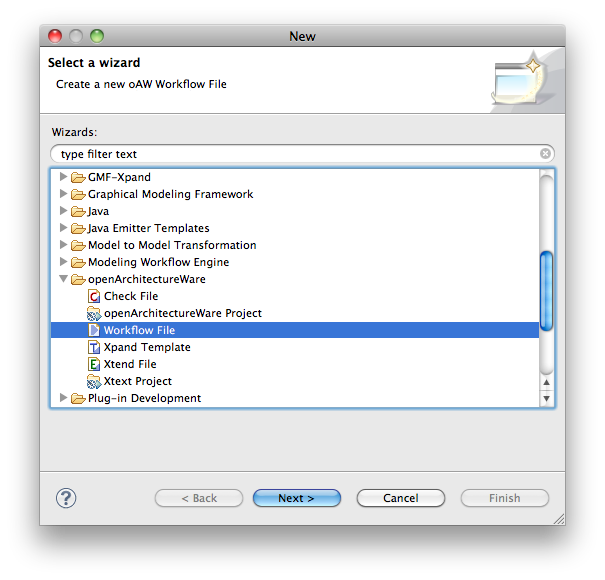 New
Select a wizard
Create a new oAW Workflow File
Wizards:
type filter text
GMF-Xpand
Graphical Modeling Framework
Java
Java Emitter Templates
Model to Model Transformation
Modeling Workflow Engine
openArchitectureWare
Check File
openArchitectureWare Project
Workflow File
Xpand Template
Xtend File
Xtext Project
Plug-in Development
? < Back Next > Cancel Finish